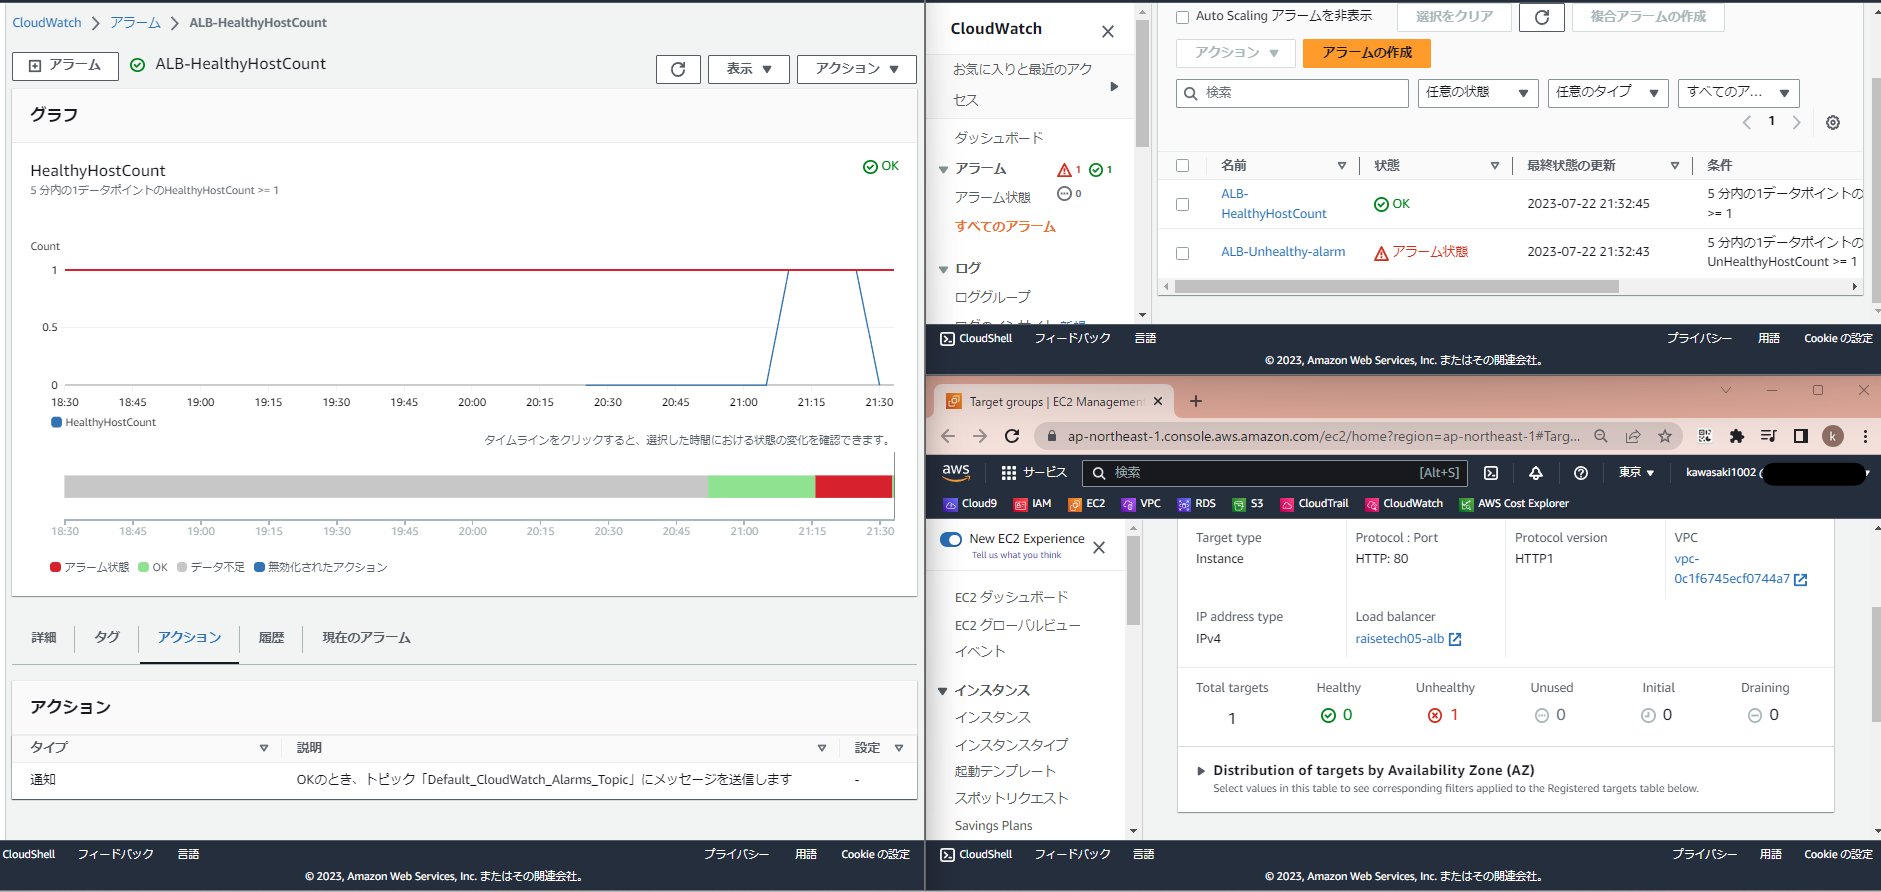 CloudWatch > アラーム > ALB-HealthyHostCount
アラーム
ALB-HealthyHostCount
表示 ▼
アクション ▼
グラフ
HealthyHostCount
OK
5 分内の1データポイントのHealthyHostCount >= 1
Count
1
0.5
0
18:30 18:45 19:00 19:15 19:30 19:45 20:00 20:15 20:30 20:45 21:00 21:15 21:30
HealthyHostCount
タイムラインをクリックすると、選択した時間における状態の変化を確認できます。
18:30 18:45 19:00 19:15 19:30 19:45 20:00 20:15 20:30 20:45 21:00 21:15 21:30
アラーム状態 OK データ不足 無効化されたアクション
詳細 タグ アクション 履歴 現在のアラーム
アクション
タイプ 説明 設定
通知 OKのとき、トピック「Default_CloudWatch_Alarms_Topic」にメッセージを送信します -
CloudShell フィードバック 言語 プライバシー 用語 Cookie の設定
© 2023, Amazon Web Services, Inc. またはその関連会社。
CloudWatch
お気に入りと最近のアク
セス
ダッシュボード
アラーム 1 1
0
アラーム状態
すべてのアラーム
ログ
ロググループ
Auto Scaling アラームを非表示
選択をクリア
複合アラームの作成
アクション ▼
アラームの作成
検索
任意の状態
任意のタイプ
すべてのア...
1
名前 状態 最終状態の更新 条件
ALB-
HealthyHostCount
OK
2023-07-22 21:32:45
5 分内の1データポイントの
>= 1
ALB-Unhealthy-alarm
アラーム状態
2023-07-22 21:32:43
5 分内の1データポイントの
UnHealthyHostCount >= 1
CloudShell フィードバック 言語 プライバシー 用語 Cookie の設定
© 2023, Amazon Web Services, Inc. またはその関連会社。
Target groups | EC2 Managemen
ap-northeast-1.console.aws.amazon.com/ec2/home?region=ap-northeast-1#Targ...
k
aws サービス 検索 [Alt+S] 東京 ▼ kawasaki1002 (
Cloud9 IAM EC2 VPC RDS S3 CloudTrail CloudWatch AWS Cost Explorer
New EC2 Experience
Tell us what you think
EC2 ダッシュボード
EC2 グローバルビュー
イベント
インスタンス
インスタンス
インスタンスタイプ
起動テンプレート
スポットリクエスト
Savings Plans
Target type
Instance
Protocol : Port
HTTP: 80
Protocol version
HTTP1
VPC
vpc-
0c1f6745ecf0744a7
IP address type
IPv4
Load balancer
raisetech05-alb
Total targets Healthy Unhealthy Unused Initial Draining
1 0 1 0 0 0
Distribution of targets by Availability Zone (AZ)
Select values in this table to see corresponding filters applied to the Registered targets table below.
CloudShell フィードバック 言語 プライバシー 用語 Cookie の設定
© 2023, Amazon Web Services, Inc. またはその関連会社。